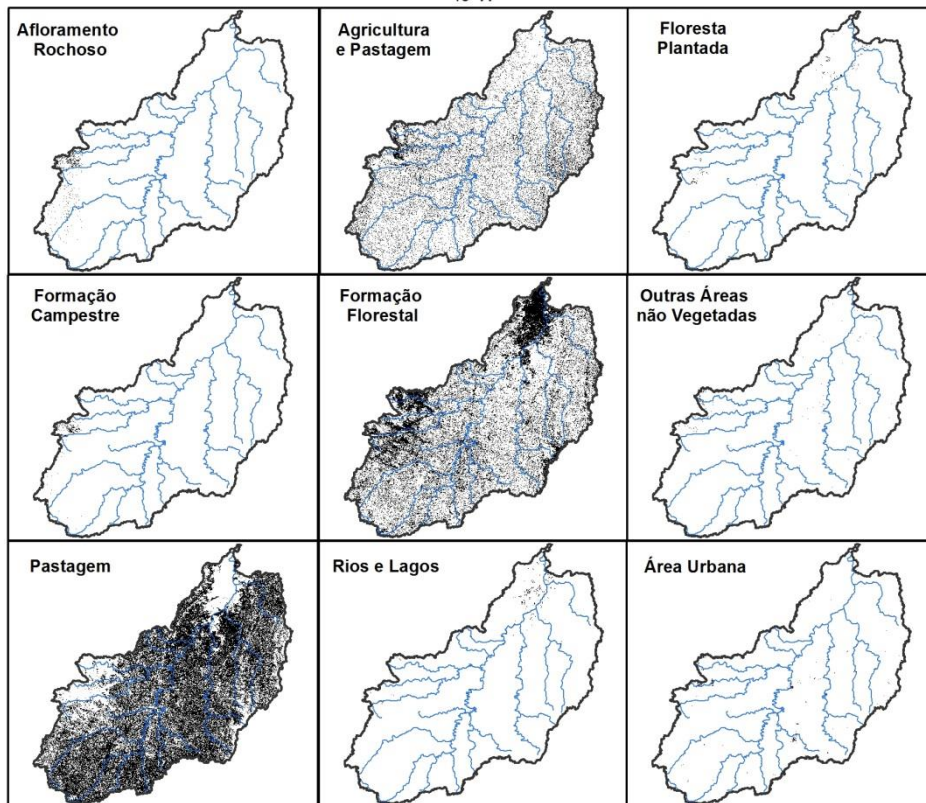 Afloramento
Rochoso
Agricultura
e Pastagem
Floresta
Plantada
Formação
Campestre
Formação
Florestal
Outras Áreas
não Vegetadas
Pastagem
Rios e Lagos
Área Urbana